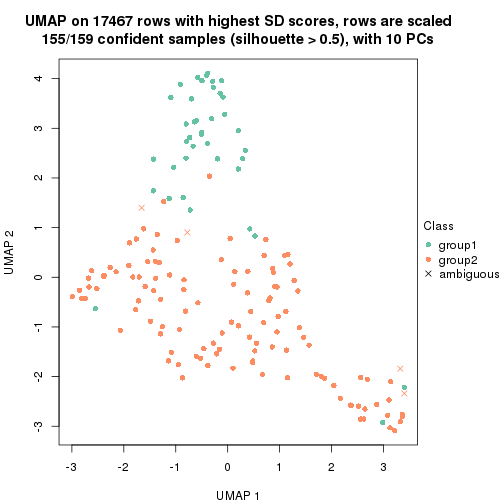 UMAP on 17467 rows with highest SD scores, rows are scaled
155/159 confident samples (silhouette > 0.5), with 10 PCs
4
3
2
1
0
-1
-2
-3
UMAP 2
-3
-2
-1
0
1
2
3
UMAP 1
Class
group1
group2
ambiguous